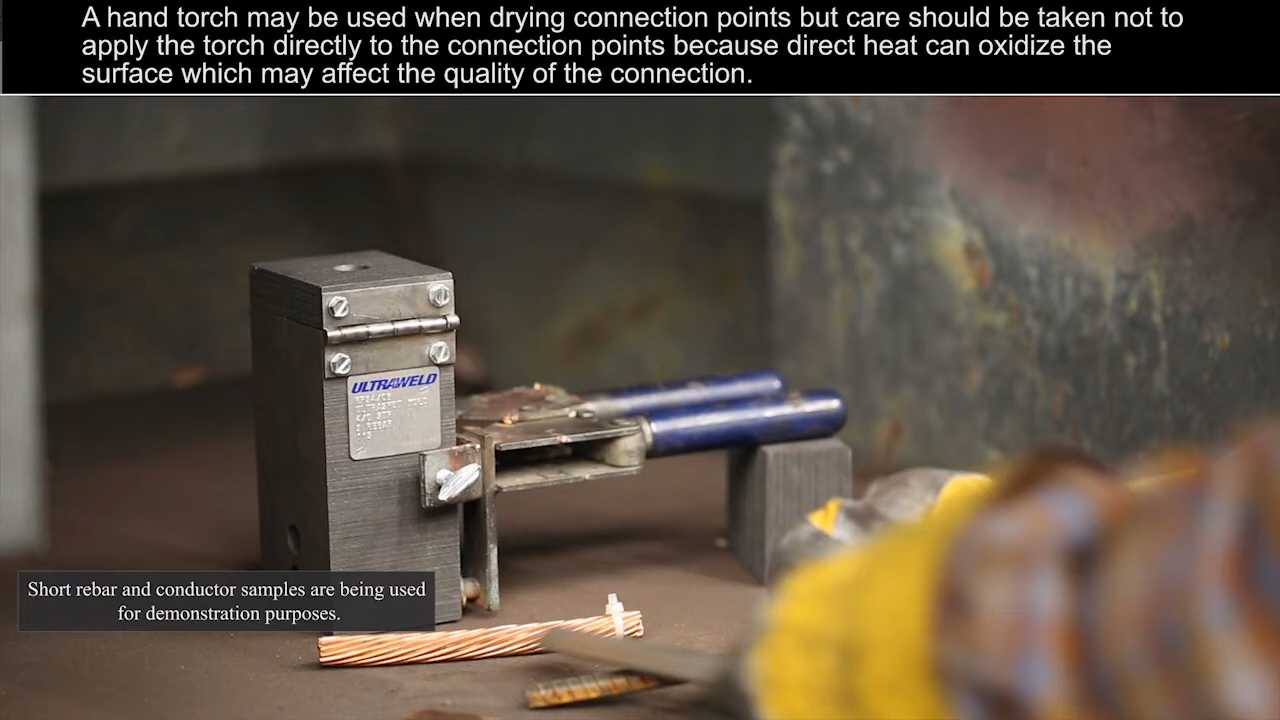 A hand torch may be used when drying connection points but care should be taken not to
apply the torch directly to the connection points because direct heat can oxidize the
surface which may affect the quality of the connection.
ULTRAWELD
REBAR
Short rebar and conductor samples are being used
for demonstration purposes.